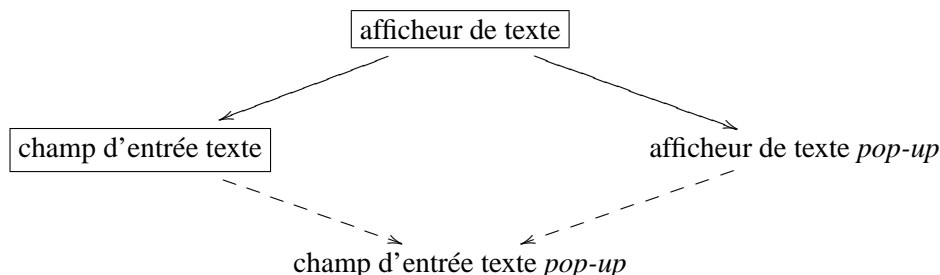 afficheur de texte
champ d'entrée texte
afficheur de texte pop-up
champ d'entrée texte pop-up